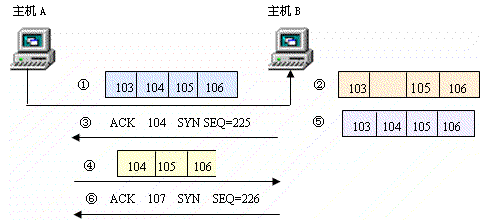 主机 A 主机 B
① 103 104 105 106 ② 103 105 106
③ ACK 104 SYN SEQ=225 ⑤ 103 104 105 106
④ 104 105 106
⑥ ACK 107 SYN SEQ=226